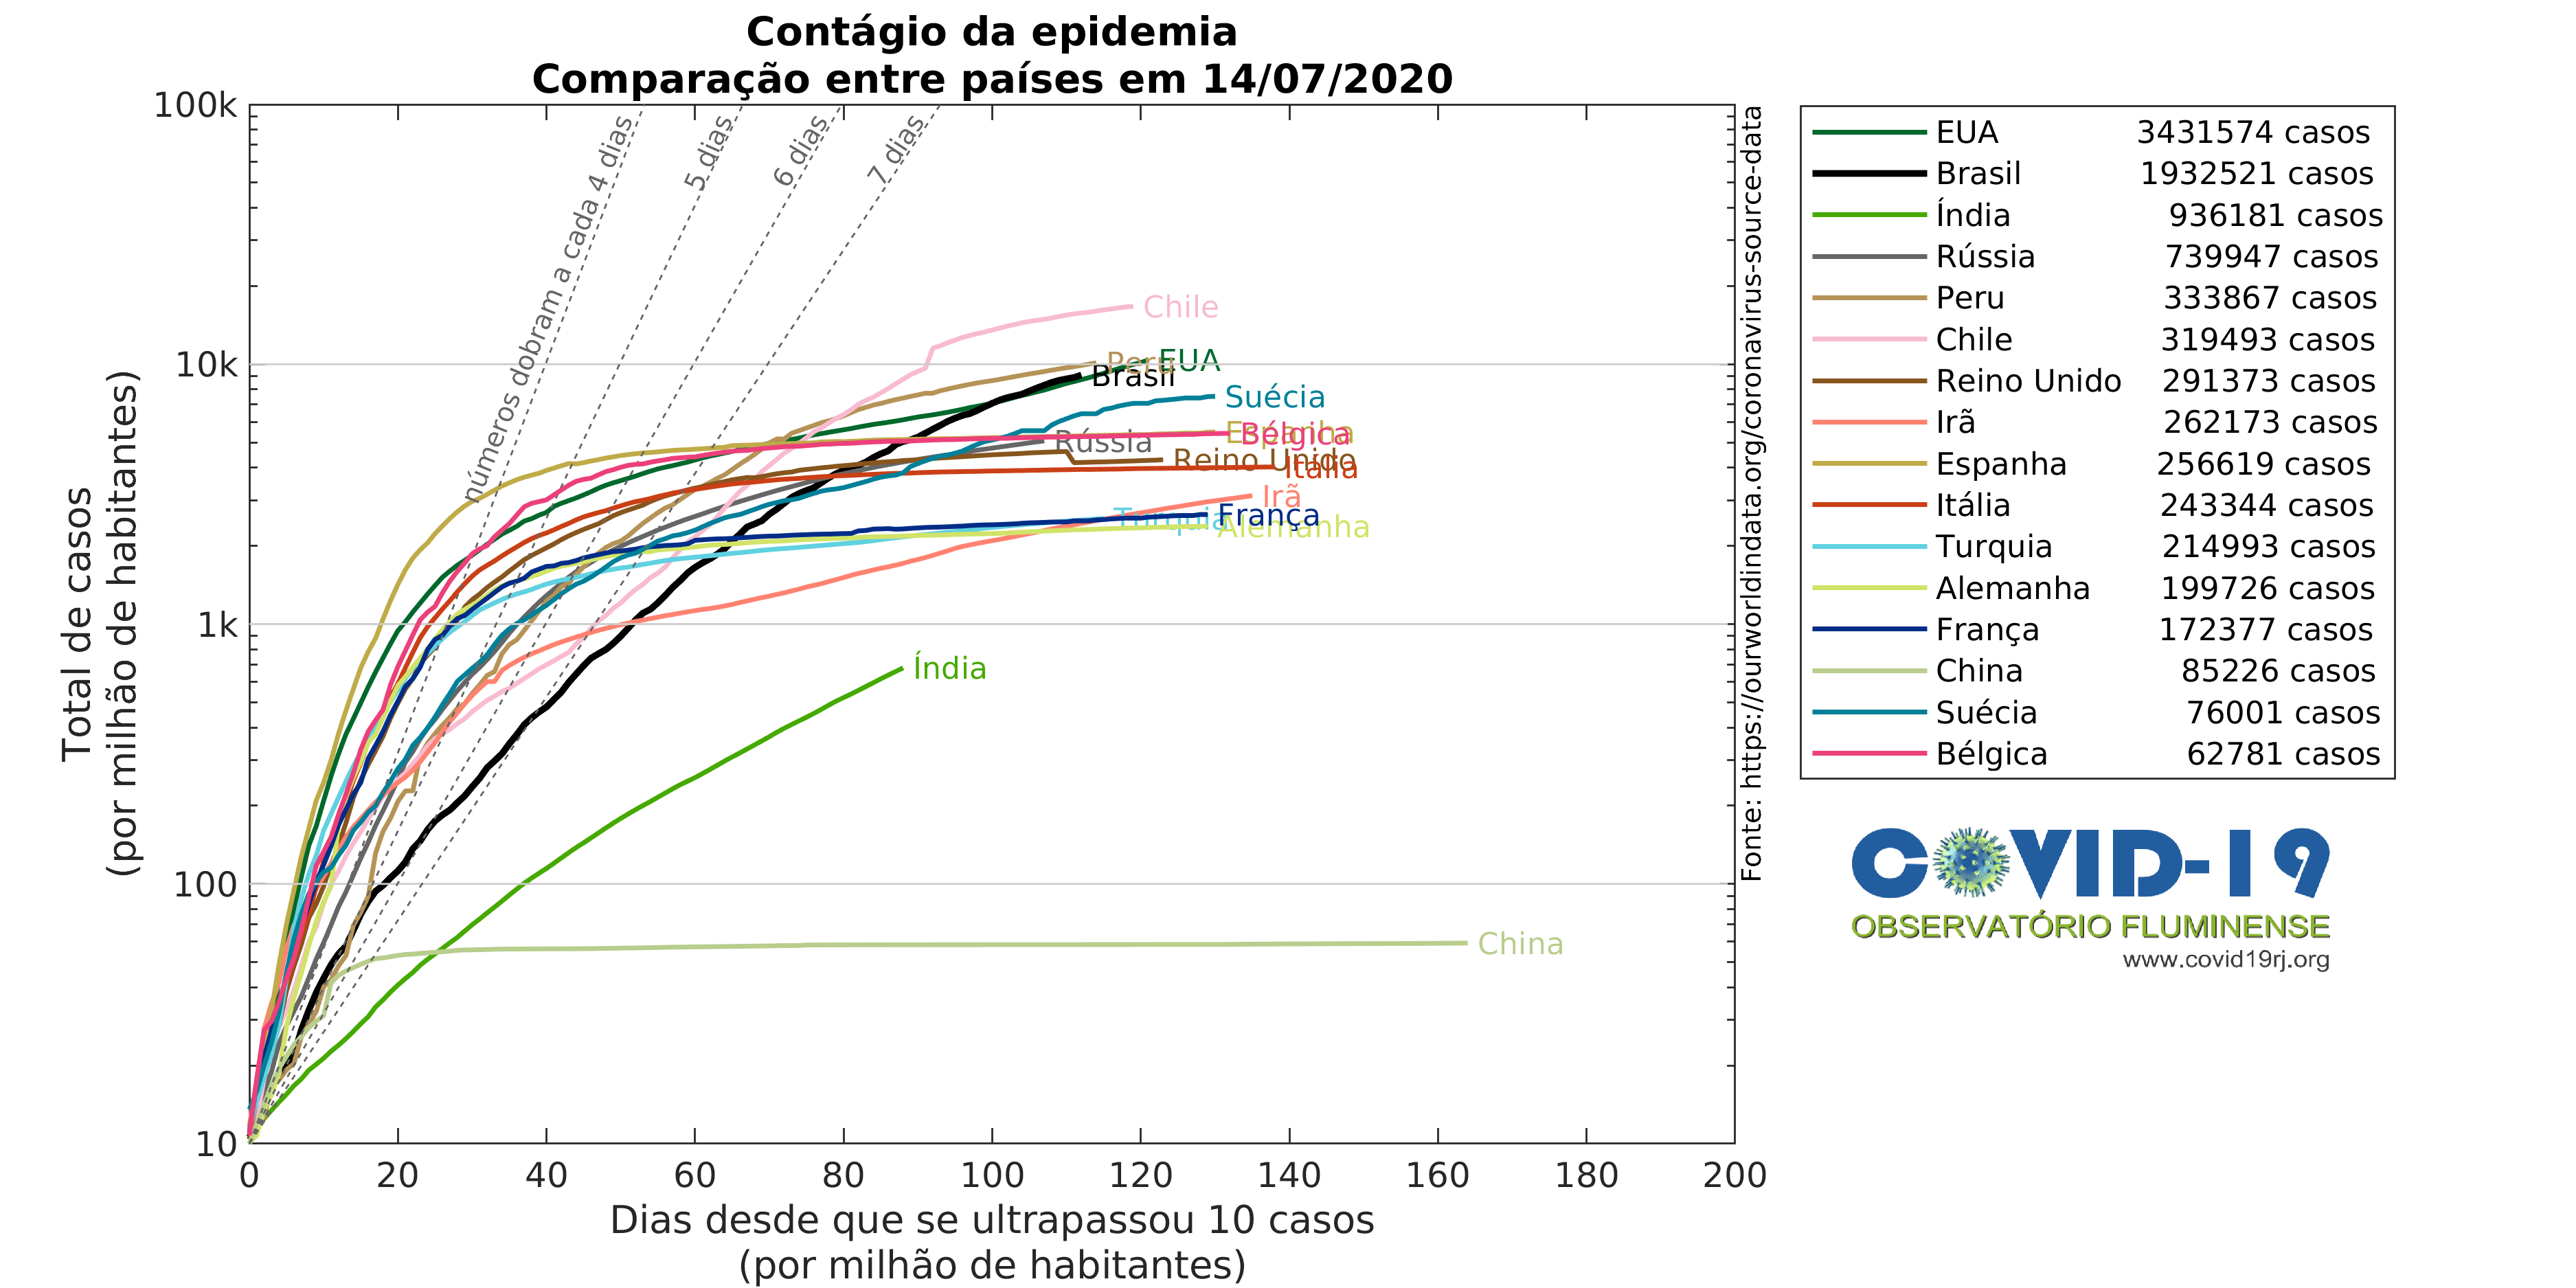 Contágio da epidemia
Comparação entre países em 14/07/2020
100k
10k
1k
100
10
Total de casos
(por milhão de habitantes)
0 20 40 60 80 100 120 140 160 180 200
Dias desde que se ultrapassou 10 casos
(por milhão de habitantes)
números dobram a cada 4 dias
5 dias
6 dias
7 dias
Chile
Peru
EUA
Brasil
Suécia
Espanha
Bélgica
Rússia
Reino Unido
Itália
Irã
Turquia
França
Alemanha
Índia
China
Fonte: https://ourworldindata.org/coronavirus-source-data
EUA 3431574 casos
Brasil 1932521 casos
Índia 936181 casos
Rússia 739947 casos
Peru 333867 casos
Chile 319493 casos
Reino Unido 291373 casos
Irã 262173 casos
Espanha 256619 casos
Itália 243344 casos
Turquia 214993 casos
Alemanha 199726 casos
França 172377 casos
China 85226 casos
Suécia 76001 casos
Bélgica 62781 casos
COVID-19
OBSERVATÓRIO FLUMINENSE
www.covid19rj.org